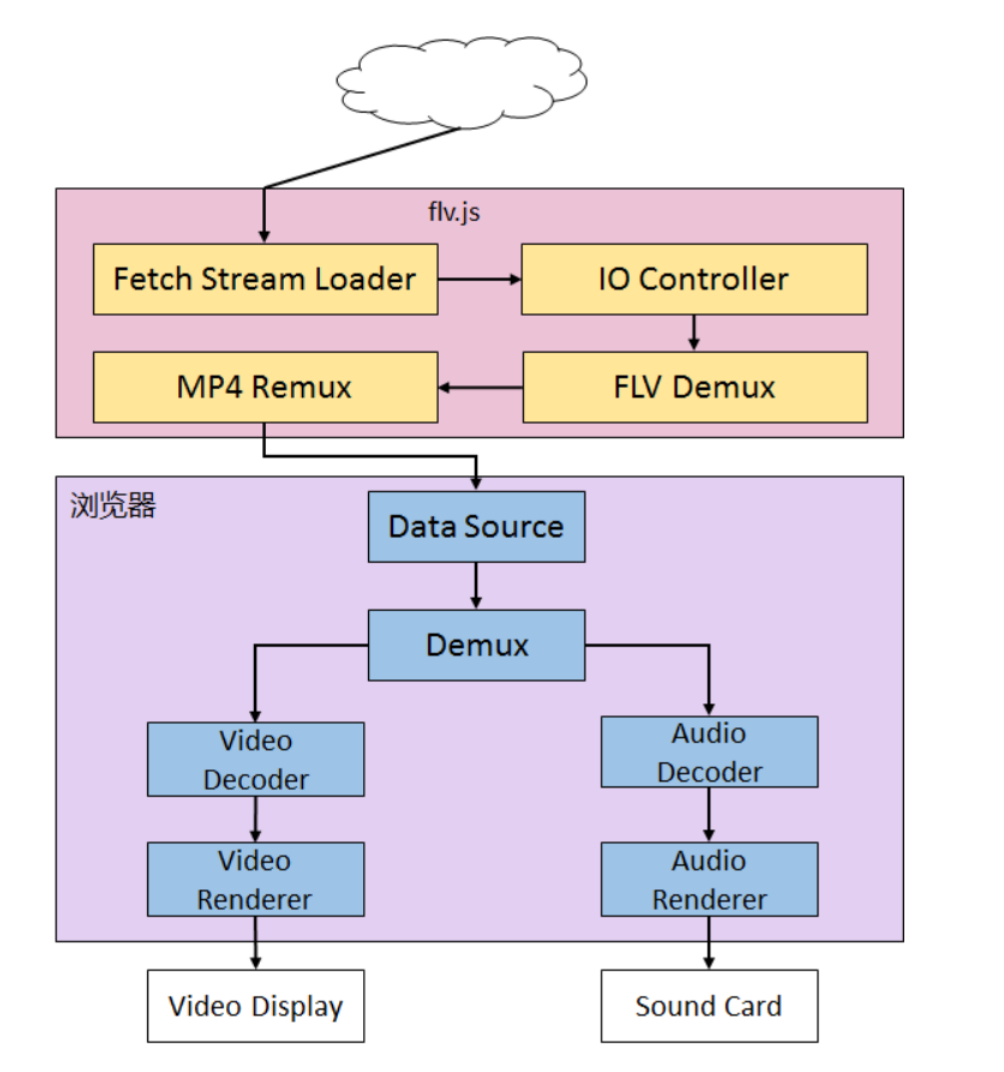 flv.js
Fetch Stream Loader
IO Controller
MP4 Remux
FLV Demux
浏览器
Data Source
Demux
Video
Decoder
Audio
Decoder
Video
Renderer
Audio
Renderer
Video Display
Sound Card